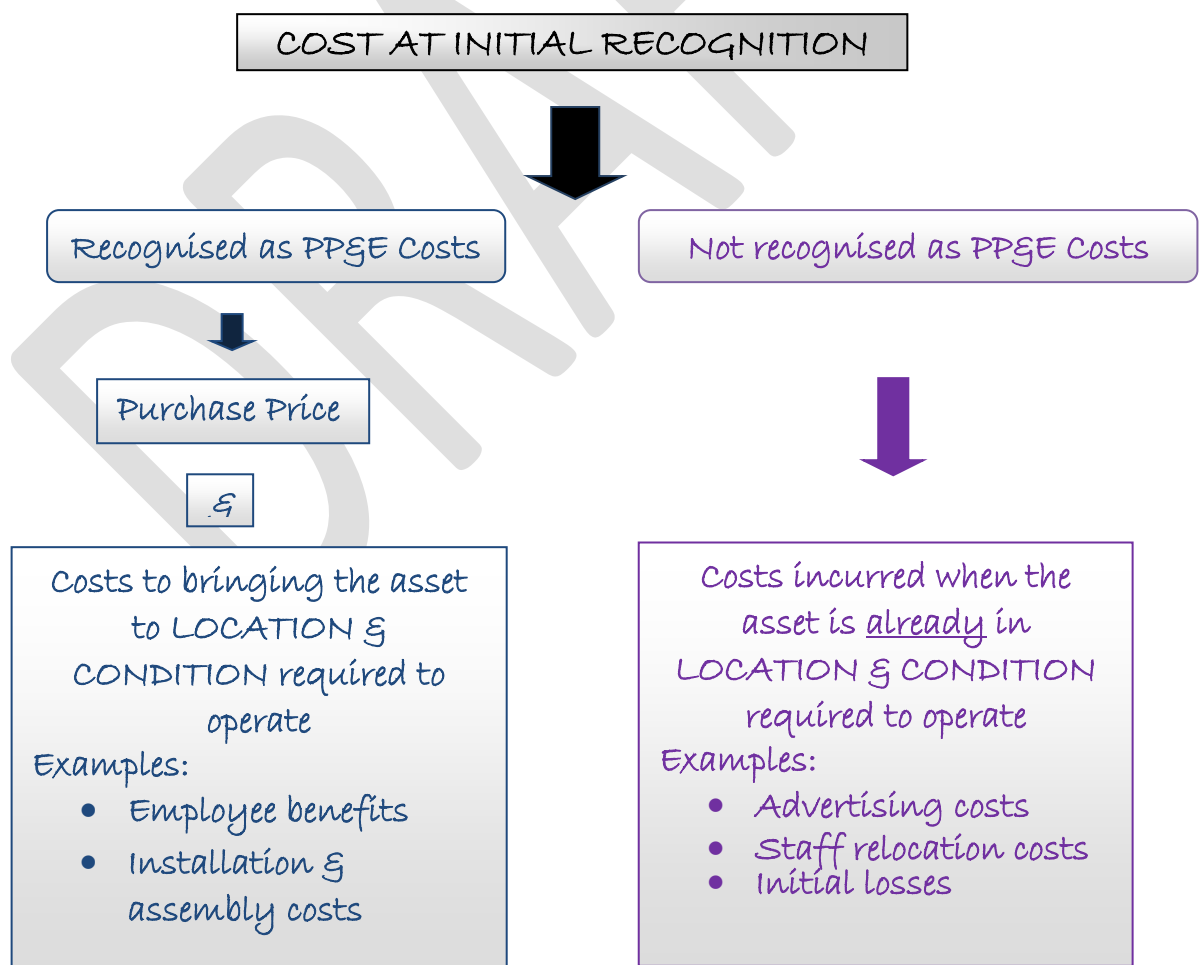 COST AT INITIAL RECOGNITION
Recognised as PP&E Costs
Not recognised as PP&E Costs
Purchase Price
&
Costs to bringing the asset
to LOCATION &
CONDITION required to
operate
Examples:
• Employee benefits
• Installation &
assembly costs
Costs incurred when the
asset is already in
LOCATION & CONDITION
required to operate
Examples:
• Advertising costs
• Staff relocation costs
• Initial losses